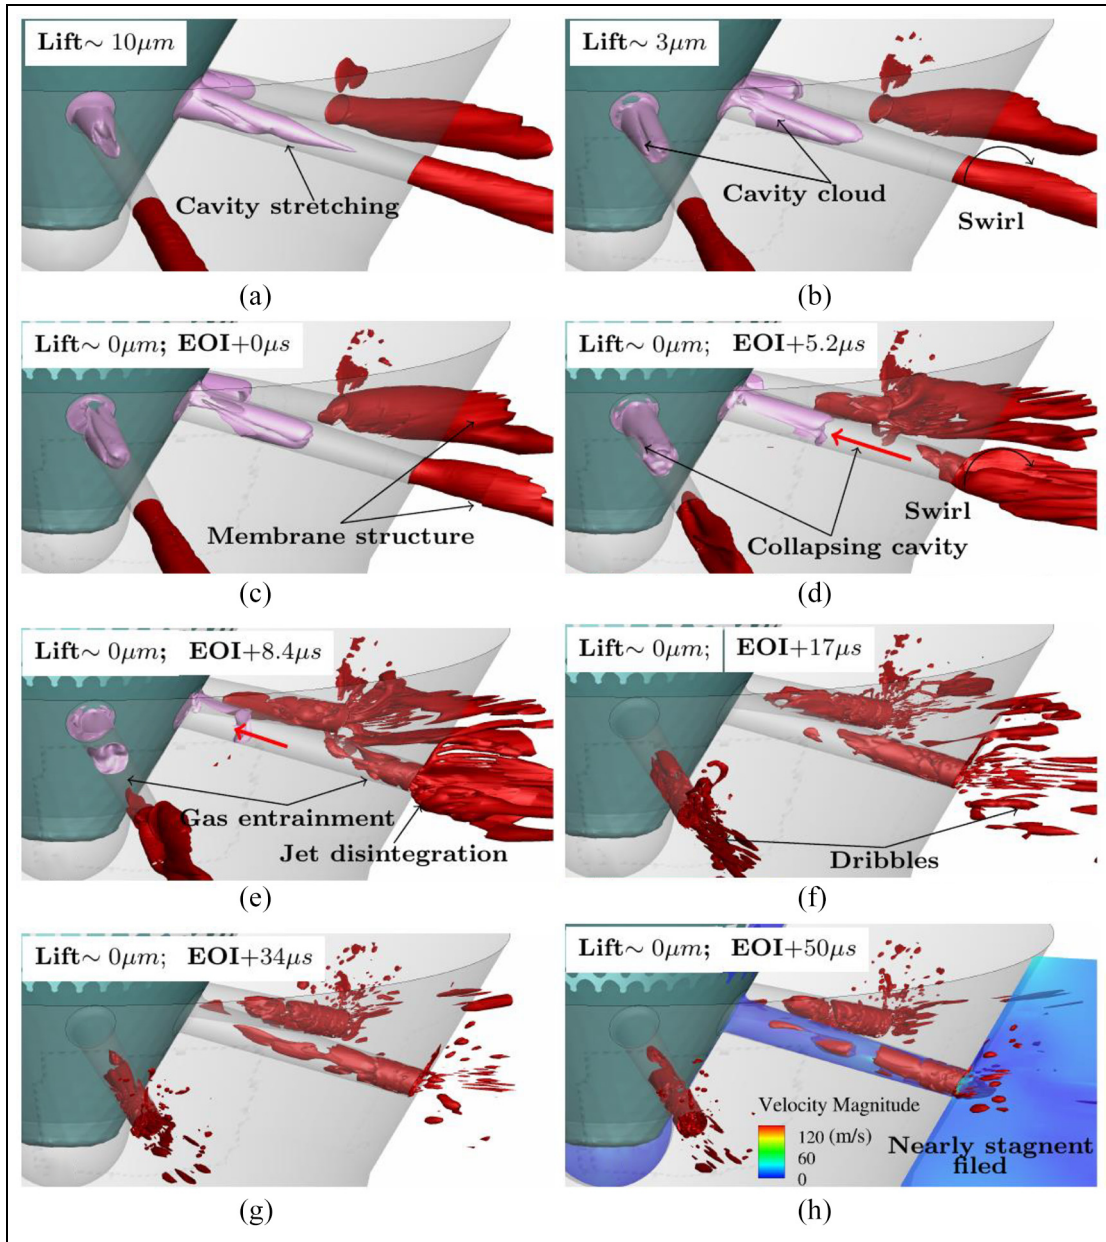 Lift∼ 10μm
Cavity stretching
(a)
Lift∼ 3μm
Cavity cloud
Swirl
(b)
Lift∼ 0μm; EOI+0μs
Membrane structure
(c)
Lift∼ 0μm; EOI+5.2μs
Swirl
Collapsing cavity
(d)
Lift∼ 0μm; EOI+8.4μs
Gas entrainment
Jet disintegration
(e)
Lift∼ 0μm; EOI+17μs
Dribbles
(f)
Lift∼ 0μm; EOI+34μs
(g)
Lift∼ 0μm; EOI+50μs
Velocity Magnitude
120 (m/s)
60
0
Nearly stagnent
filed
(h)